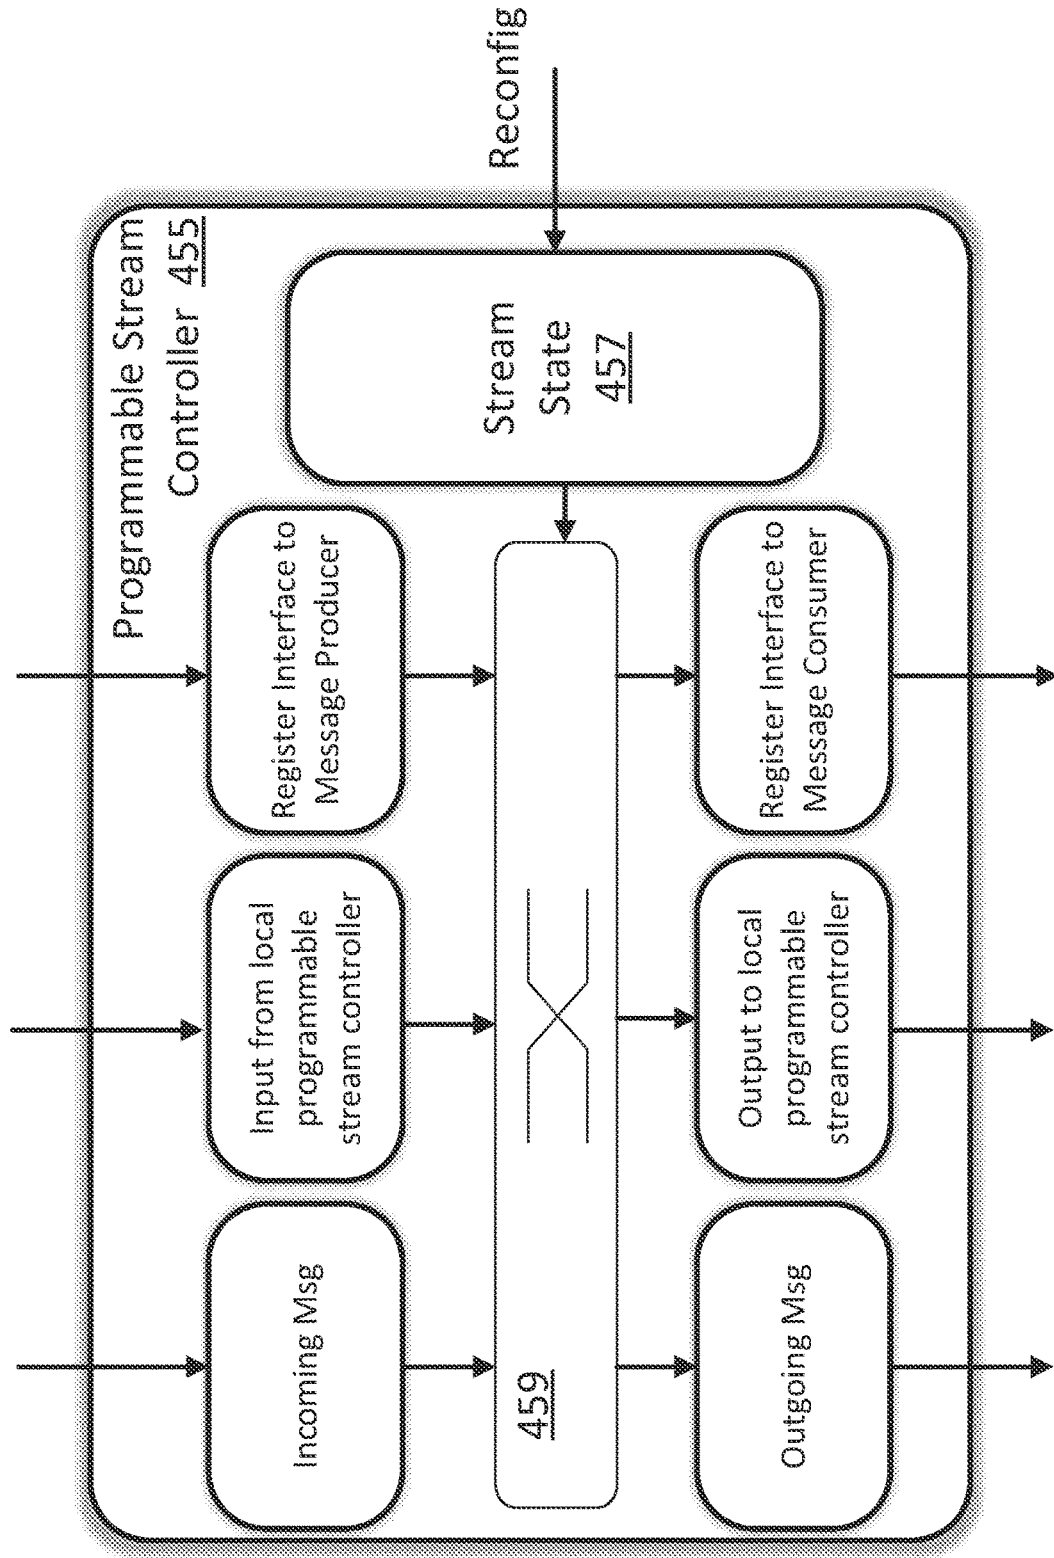 Programmable Stream
Controller 455
Reconfig
Incoming Msg
Input from local
programmable
stream controller
Register Interface to
Message Producer
459
Stream
State
457
Outgoing Msg
Output to local
programmable
stream controller
Register Interface to
Message Consumer